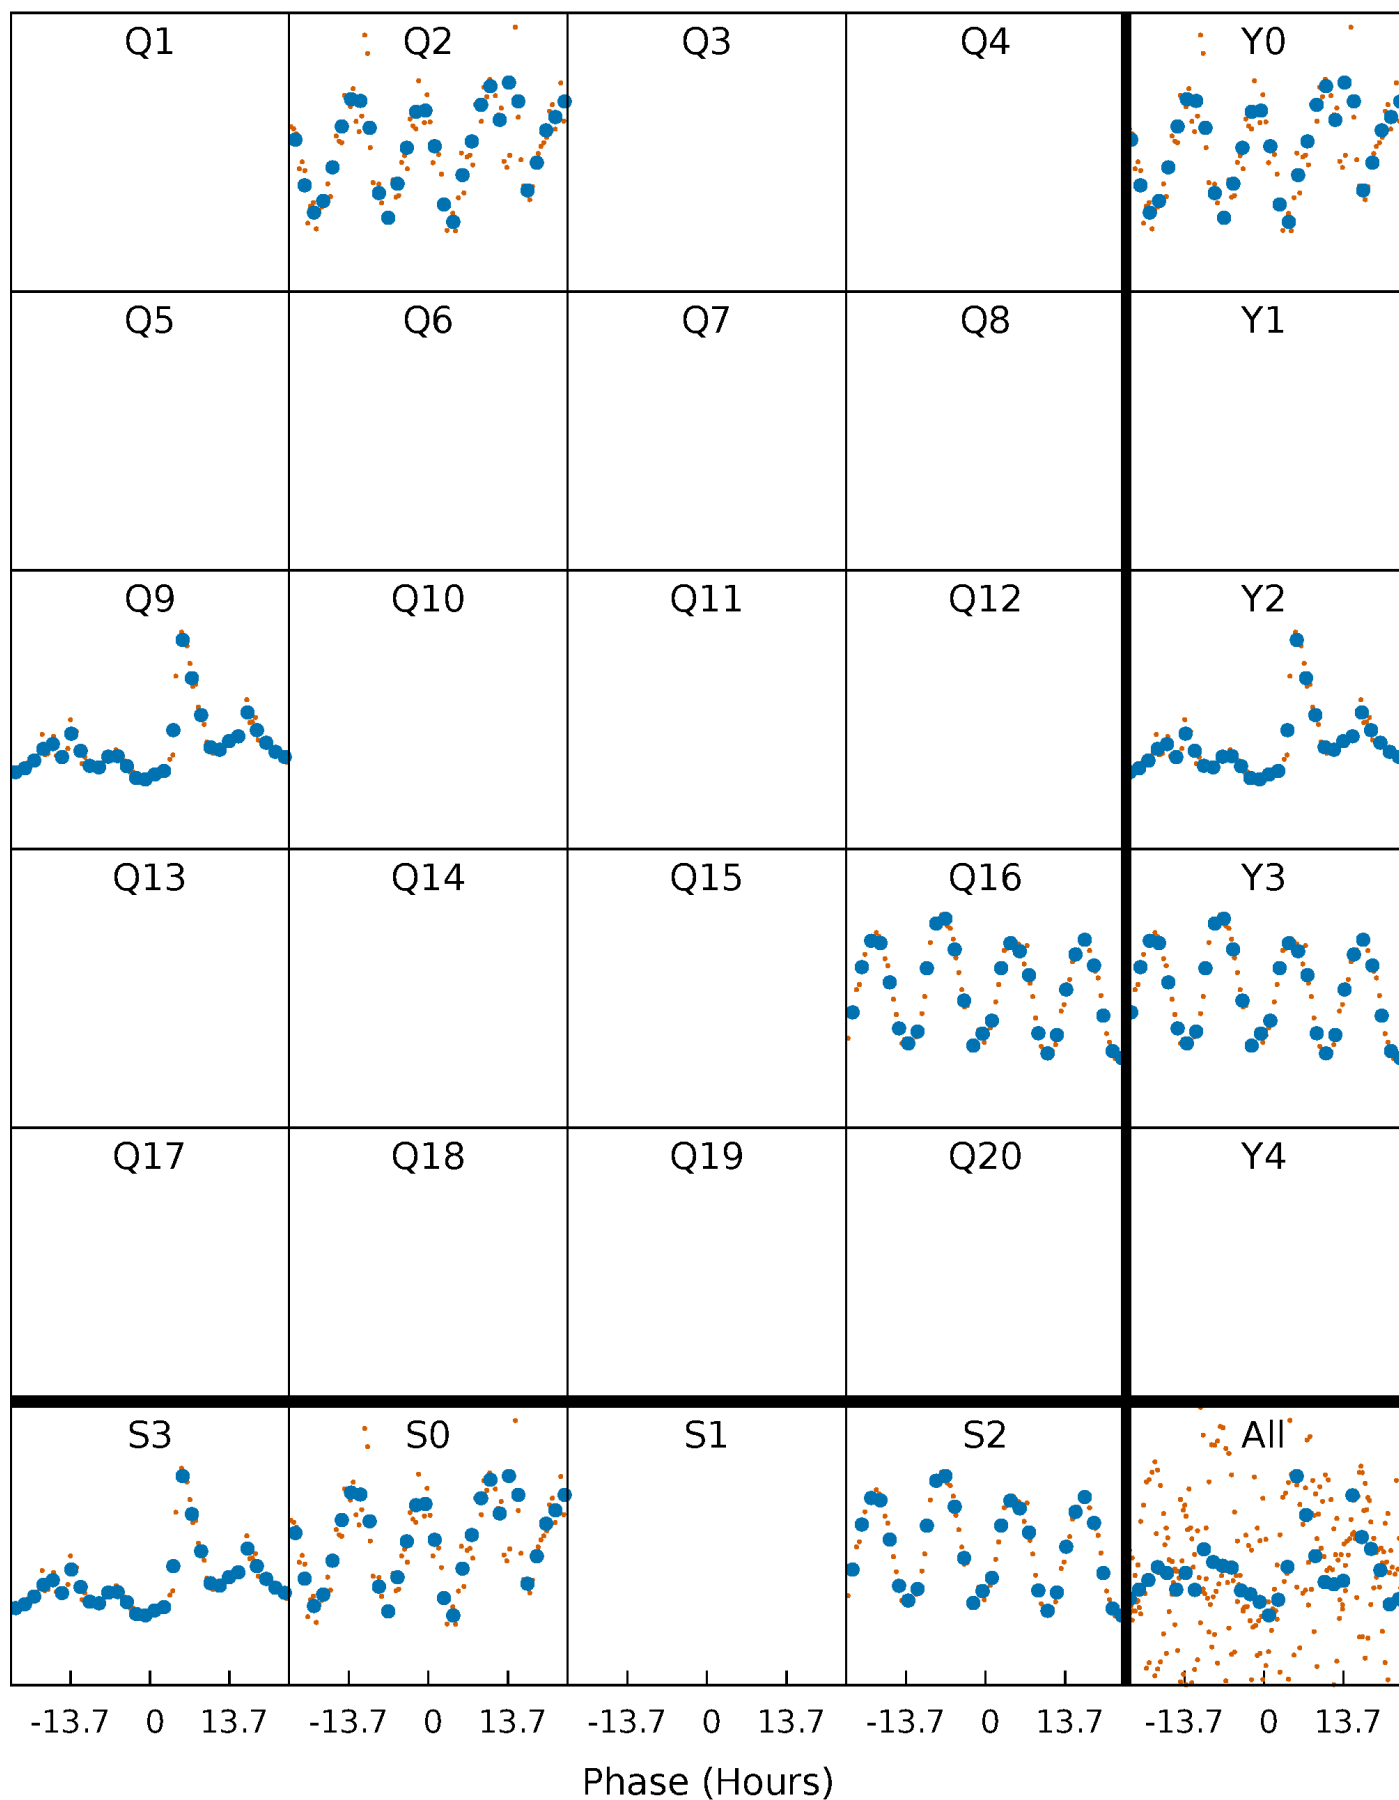 Q1 Q2 Q3 Q4 Y0
Q5 Q6 Q7 Q8 Y1
Q9 Q10 Q11 Q12 Y2
Q13 Q14 Q15 Q16 Y3
Q17 Q18 Q19 Q20 Y4
S3 S0 S1 S2 All
-13.7 0 13.7 -13.7 0 13.7 -13.7 0 13.7 -13.7 0 13.7 -13.7 0 13.7
Phase (Hours)